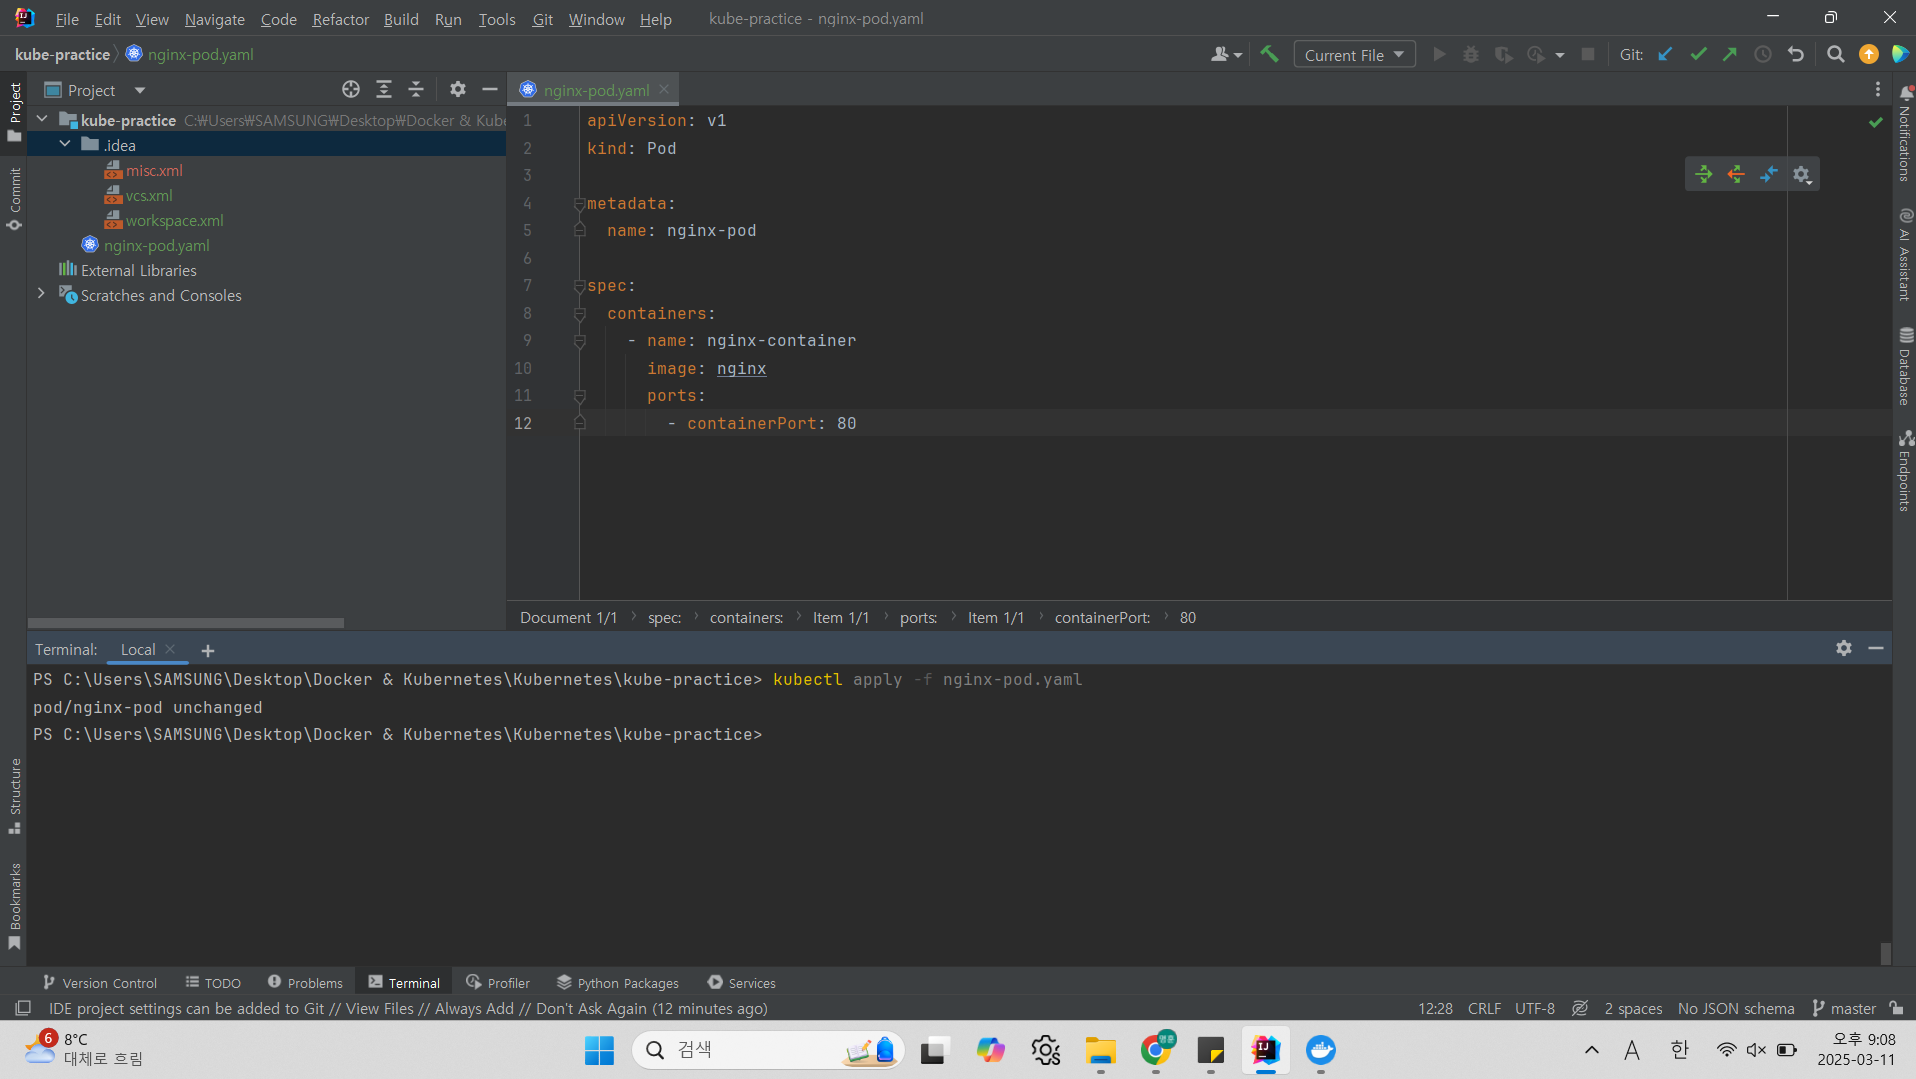 File Edit View Navigate Code Refactor Build Run Tools Git Window Help kube-practice - nginx-pod.yaml
kube-practice nginx-pod.yaml Current File Git:
Project
nginx-pod.yaml
kube-practice C:₩Users₩SAMSUNG₩Desktop₩Docker & Kube
.idea
misc.xml
vcs.xml
workspace.xml
nginx-pod.yaml
External Libraries
Scratches and Consoles
Project
Commit
Structure
Bookmarks
1 apiVersion: v1
2 kind: Pod
3
4 metadata:
5 name: nginx-pod
6
7 spec:
8 containers:
9 - name: nginx-container
10 image: nginx
11 ports:
12 - containerPort: 80
Notifications
AI Assistant
Database
Endpoints
Document 1/1 spec: containers: Item 1/1 ports: Item 1/1 containerPort: 80
Terminal: Local
PS C:\Users\SAMSUNG\Desktop\Docker & Kubernetes\Kubernetes\kube-practice> kubectl apply -f nginx-pod.yaml
pod/nginx-pod unchanged
PS C:\Users\SAMSUNG\Desktop\Docker & Kubernetes\Kubernetes\kube-practice>
Version Control TODO Problems Terminal Profiler Python Packages Services
IDE project settings can be added to Git // View Files // Always Add // Don't Ask Again (12 minutes ago) 12:28 CRLF UTF-8 2 spaces No JSON schema master
6 8°C
대체로 흐림
검색
A 한
오후 9:08
2025-03-11